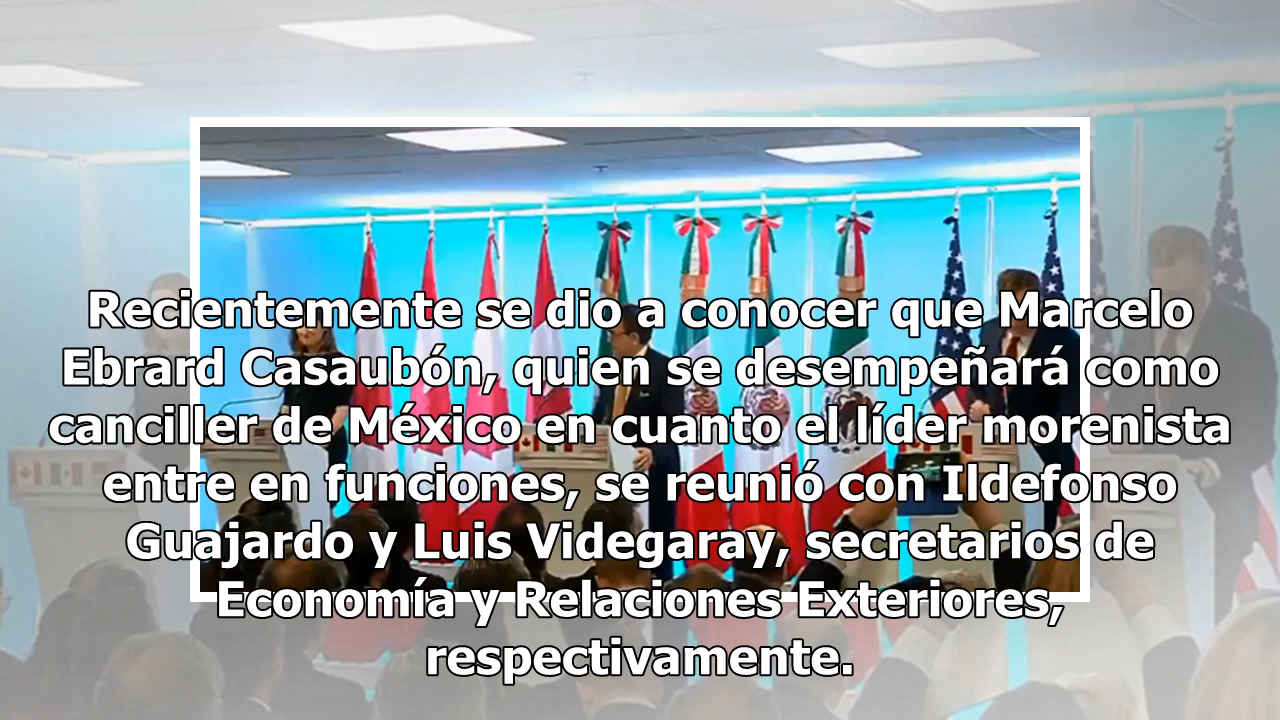 Recientemente se dio a conocer que Marcelo
Ebrard Casaubón, quien se desempeñará como
canciller de México en cuanto el líder morenista
entre en funciones, se reunió con Ildefonso
Guajardo y Luis Videgaray, secretarios de
Economía y Relaciones Exteriores,
respectivamente.